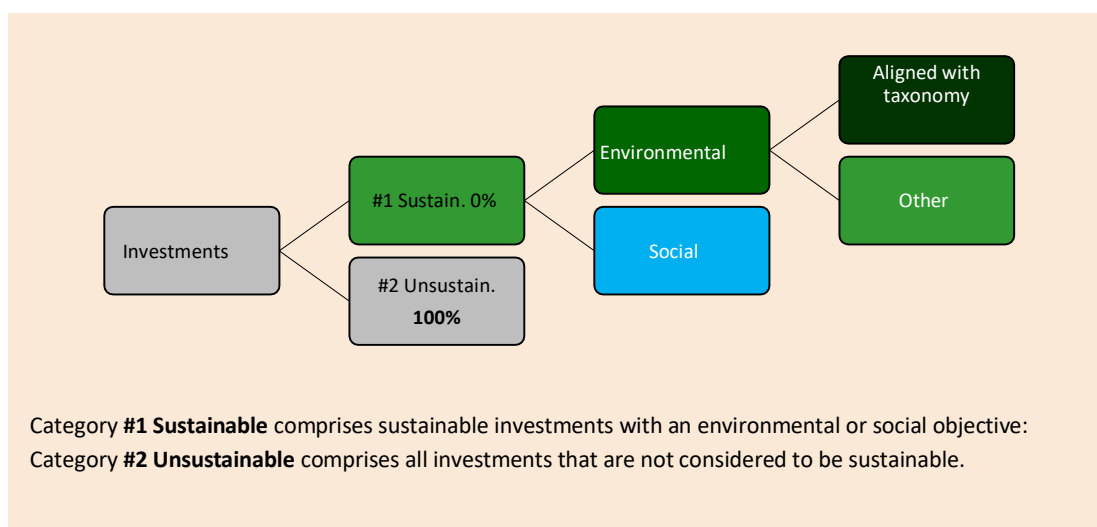 Aligned with
taxonomy
Environmental
#1 Sustain. 0%
Other
Investments
Social
#2 Unsustain.
100%
Category #1 Sustainable comprises sustainable investments with an environmental or social objective:
Category #2 Unsustainable comprises all investments that are not considered to be sustainable.